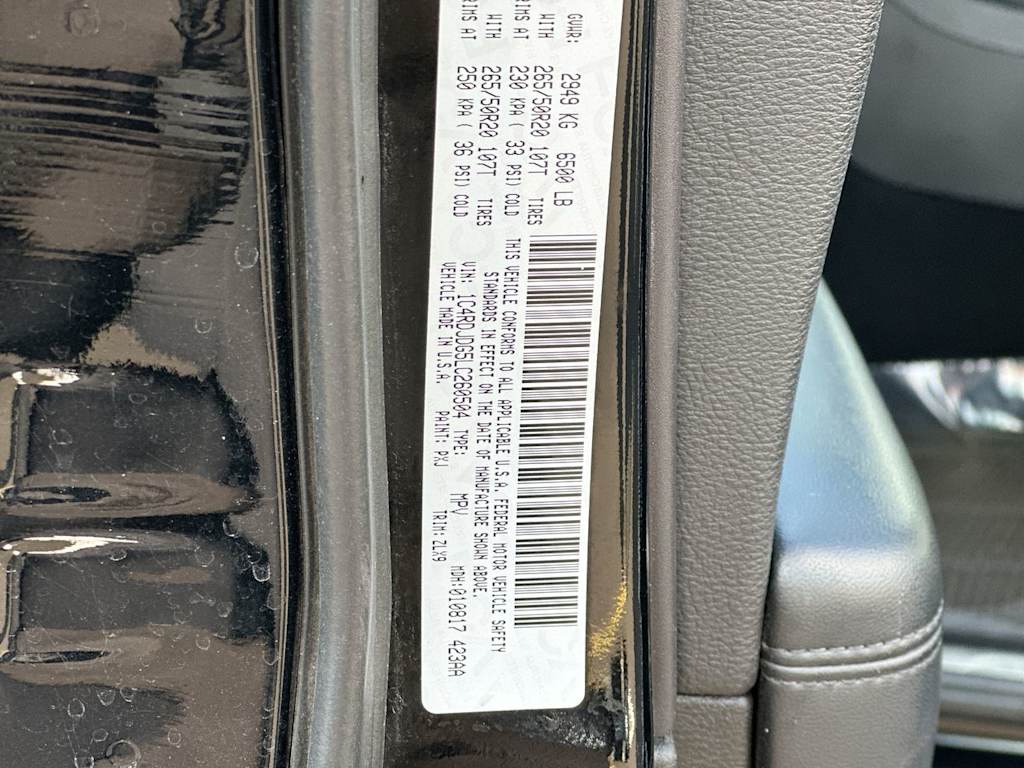 GVWR: 2949 KG 6500 LB
WITH 265/50R20 107T TIRES
RIMS AT 230 KPA ( 33 PSI) COLD
WITH 265/50R20 107T TIRES
RIMS AT 250 KPA ( 36 PSI) COLD
THIS VEHICLE CONFORMS TO ALL APPLICABLE U.S.A. FEDERAL MOTOR VEHICLE SAFETY
STANDARDS IN EFFECT ON THE DATE OF MANUFACTURE SHOWN ABOVE.
VIN: 1C4RDJDG5LC260504 TYPE: MPV MDH:010817 423AA
VEHICLE MADE IN U.S.A. PAINT: PXJ TRIM: ZLX9